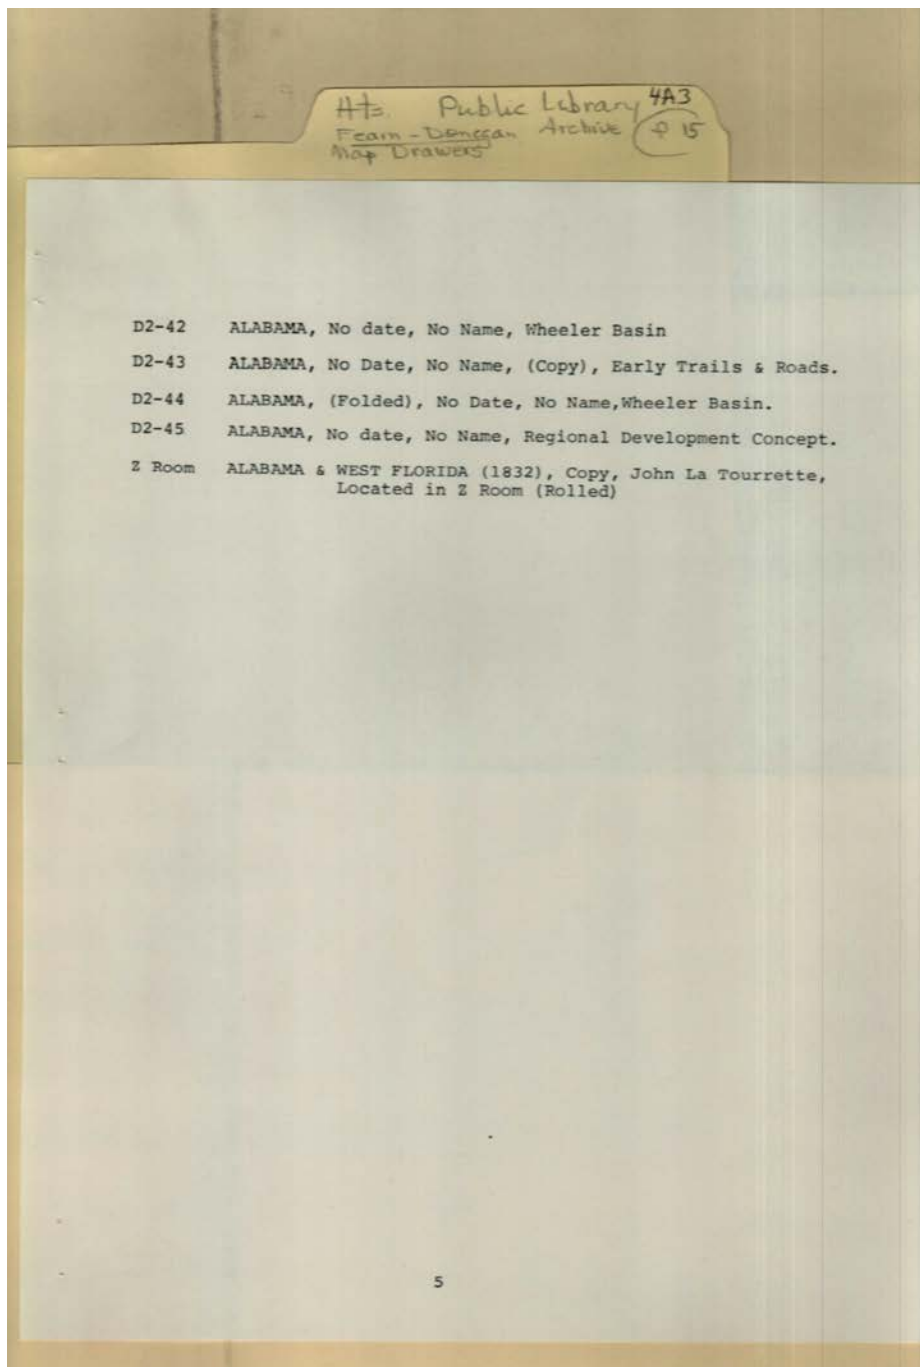 Hts. Public Library 4A3
Fearn-Donegan Archive P 15
Map Drawers
D2-42 ALABAMA, No date, No Name, Wheeler Basin
D2-43 ALABAMA, No Date, No Name, (Copy), Early Trails & Roads.
D2-44 ALABAMA, (Folded), No Date, No Name,Wheeler Basin.
D2-45 ALABAMA, No date, No Name, Regional Development Concept.
Z Room ALABAMA & WEST FLORIDA (1832), Copy, John La Tourrette,
Located in Z Room (Rolled)
5